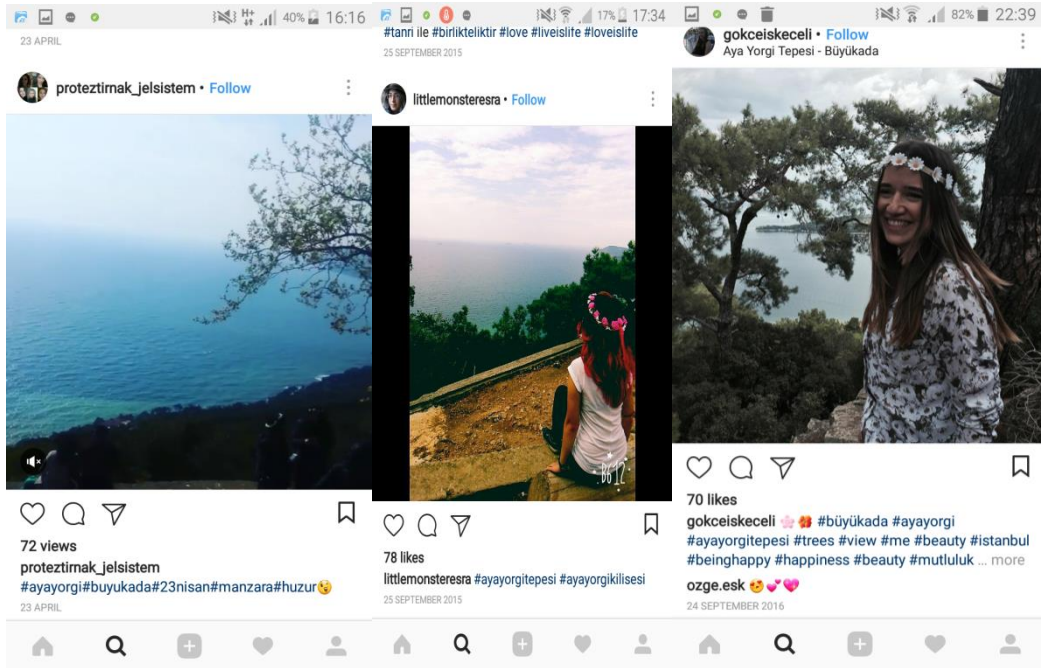 40% 16:16
23 APRIL
proteztirnak_jelsistem • Follow
72 views
proteztirnak_jelsistem
#ayayorgi#buyukada#23nisan#manzara#huzur😘
23 APRIL
17% 17:34
#tanri ile #birlikteliktir #love #liveislife #loveislife
25 SEPTEMBER 2015
littlemonsteresra • Follow
B612
78 likes
littlemonsteresra #ayayorgitepesi #ayayorgikilisesi
25 SEPTEMBER 2015
82% 22:39
gokceiskeceli • Follow
Aya Yorgi Tepesi - Büyükada
70 likes
gokceiskeceli 🌸🎁 #büyükada #ayayorgi
#ayayorgitepesi #trees #view #me #beauty #istanbul
#beinghappy #happiness #beauty #mutluluk ... more
ozge.esk 😍💕💖
24 SEPTEMBER 2016